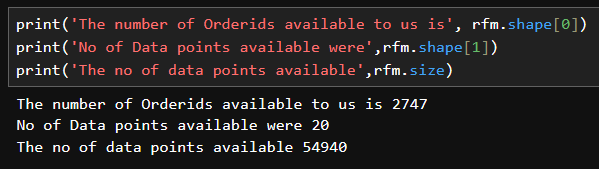 print('The number of Orderids available to us is', rfm.shape[0])
print('No of Data points available were',rfm.shape[1])
print('The no of data points available',rfm.size)
The number of Orderids available to us is 2747
No of Data points available were 20
The no of data points available 54940